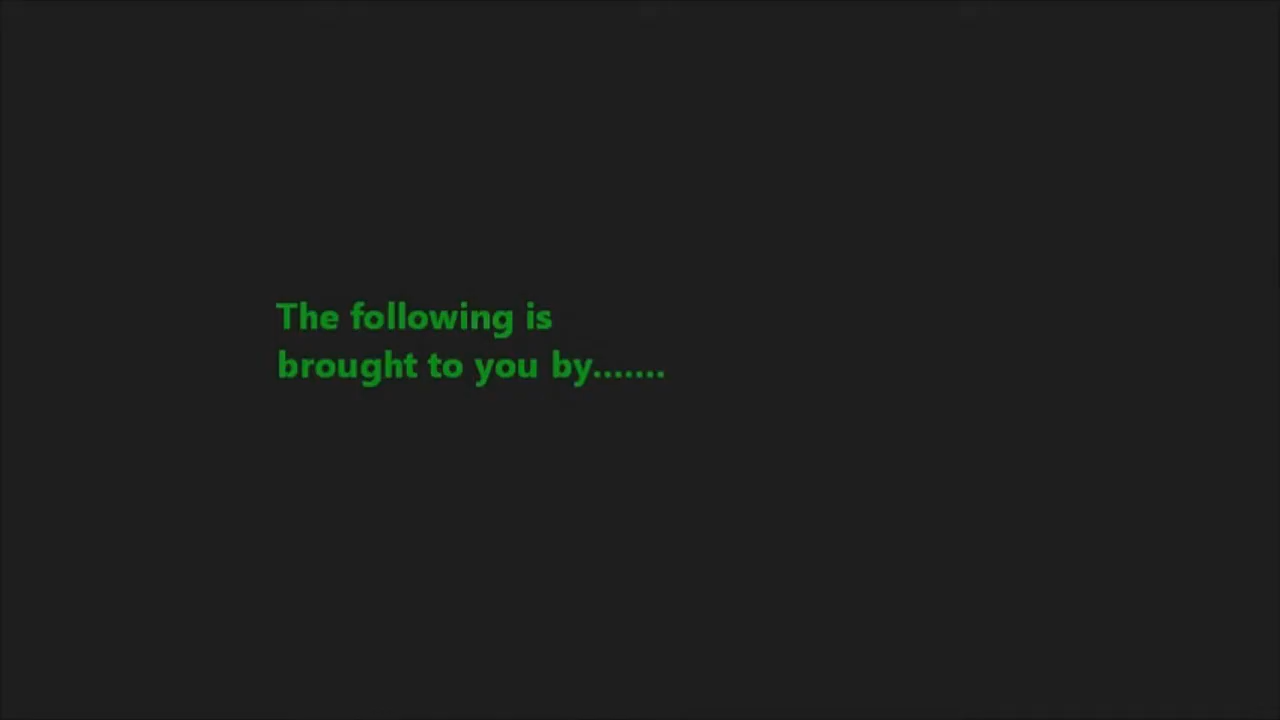 The following is
brought to you by.......